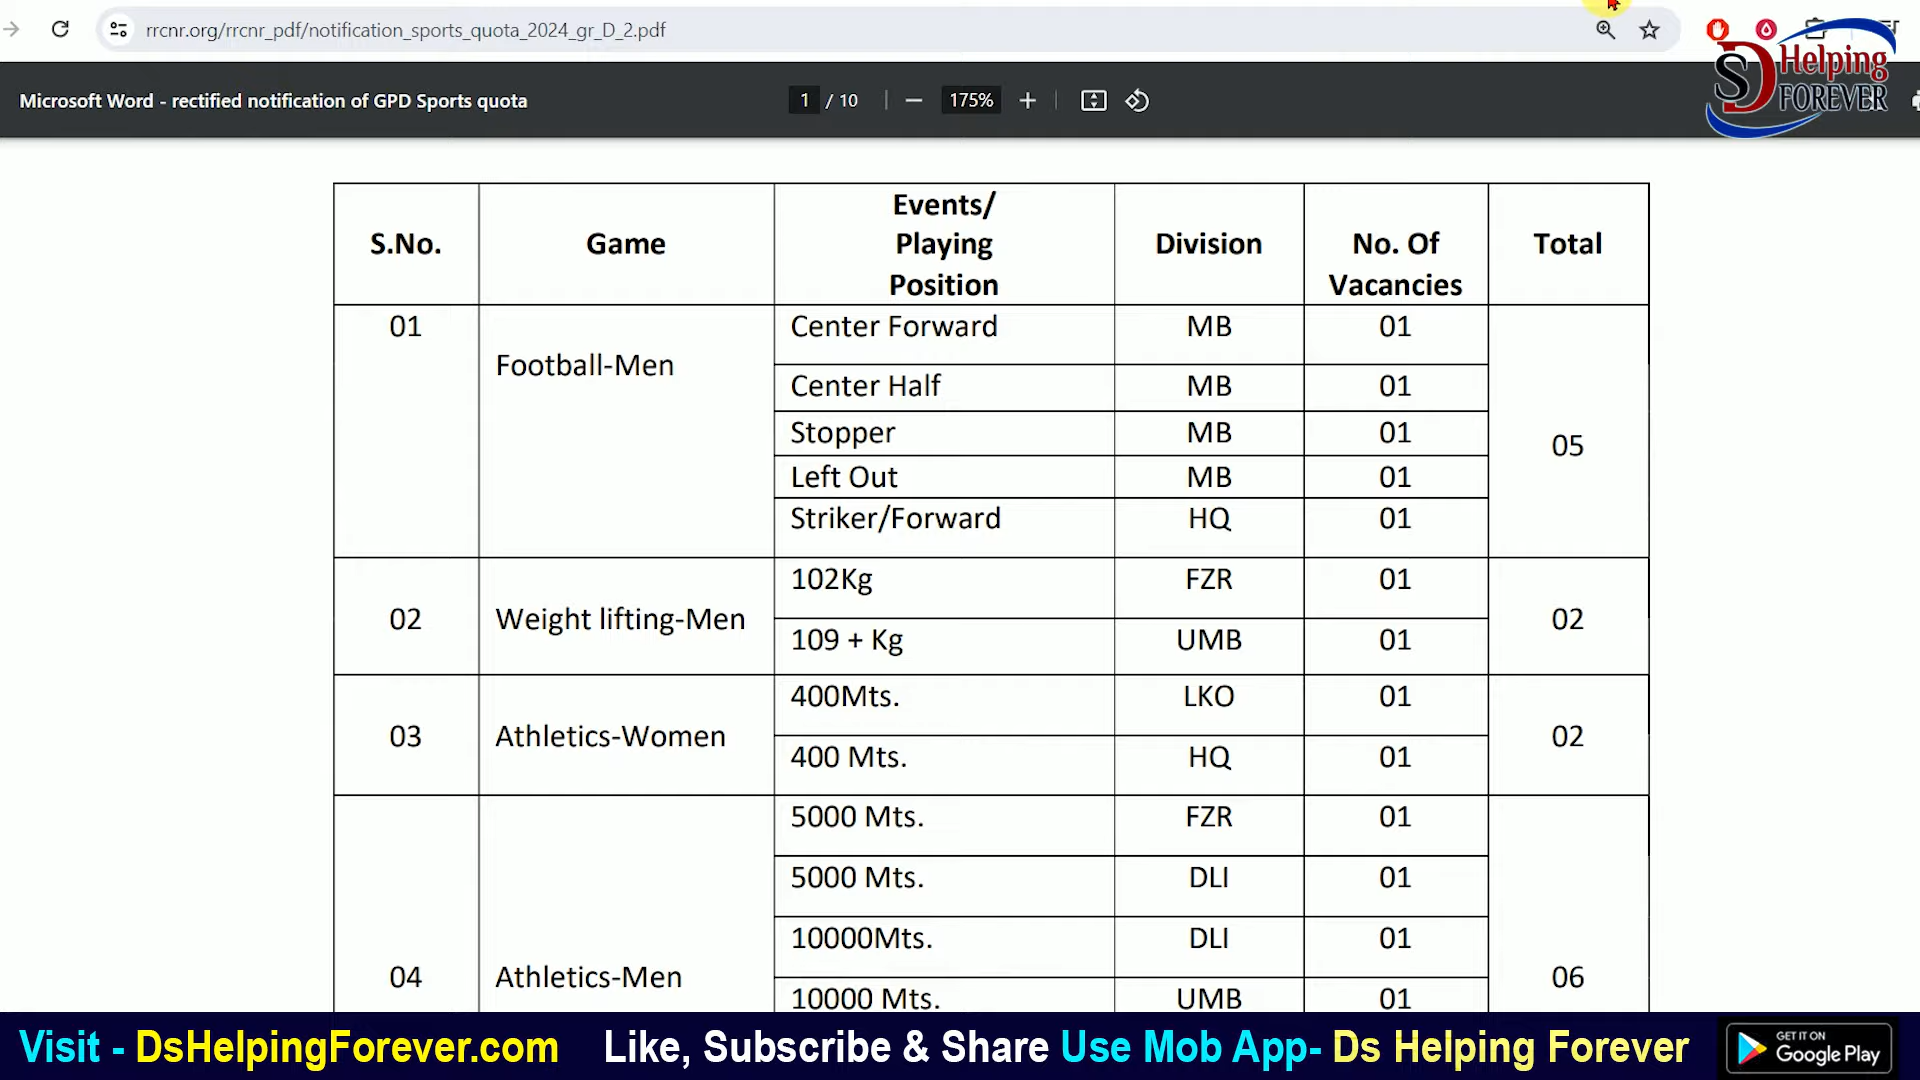 rrcnr.org/rrcnr_pdf/notification_sports_quota_2024_gr_D_2.pdf
SD Helping
FOREVER
Microsoft Word - rectified notification of GPD Sports quota
1 / 10
175%
S.No. Game Events/ Playing Position Division No. Of Vacancies Total
01 Football-Men Center Forward MB 01 05
Center Half MB 01
Stopper MB 01
Left Out MB 01
Striker/Forward HQ 01
02 Weight lifting-Men 102Kg FZR 01 02
109 + Kg UMB 01
03 Athletics-Women 400Mts. LKO 01 02
400 Mts. HQ 01
04 Athletics-Men 5000 Mts. FZR 01 06
5000 Mts. DLI 01
10000Mts. DLI 01
10000 Mts. UMB 01
Visit - DsHelpingForever.com Like, Subscribe & Share Use Mob App- Ds Helping Forever
GET IT ON
Google Play